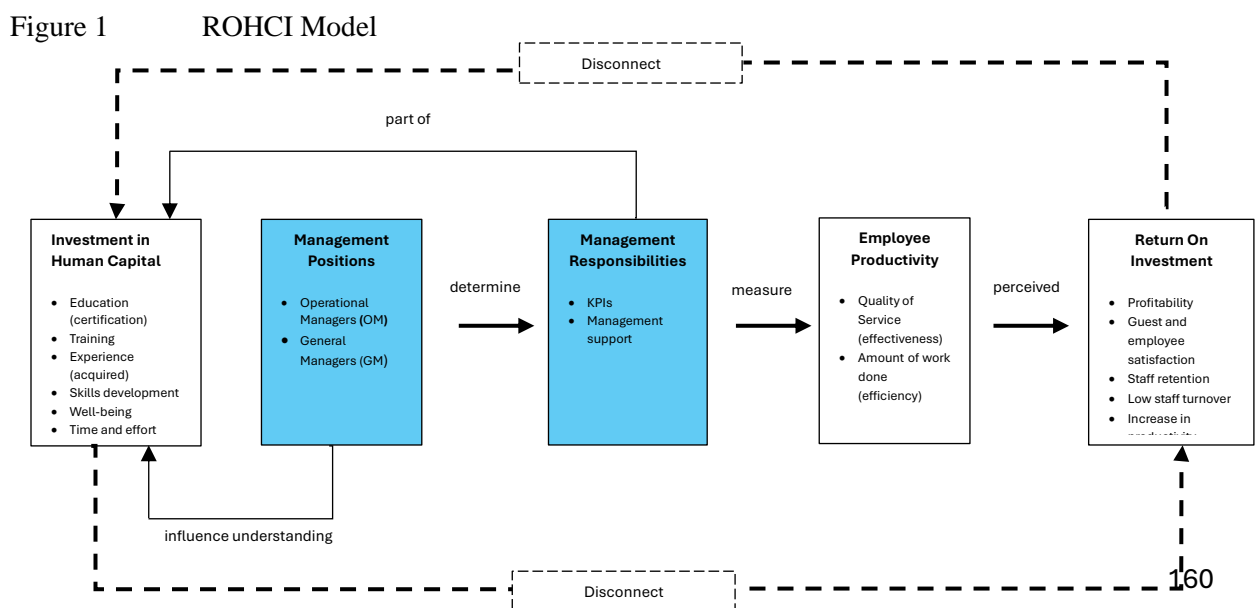 Figure 1 ROHCI Model
Disconnect
part of
Investment in
Human Capital
• Education
(certification)
• Training
• Experience
(acquired)
• Skills development
• Well-being
• Time and effort
Management
Positions
• Operational
Managers (OM)
• General
Managers (GM)
determine
Management
Responsibilities
• KPIs
• Management
support
measure
Employee
Productivity
• Quality of
Service
(effectiveness)
• Amount of work
done
(efficiency)
perceived
Return On
Investment
• Profitability
• Guest and
employee
satisfaction
• Staff retention
• Low staff turnover
• Increase in
productivity
influence understanding
Disconnect
160